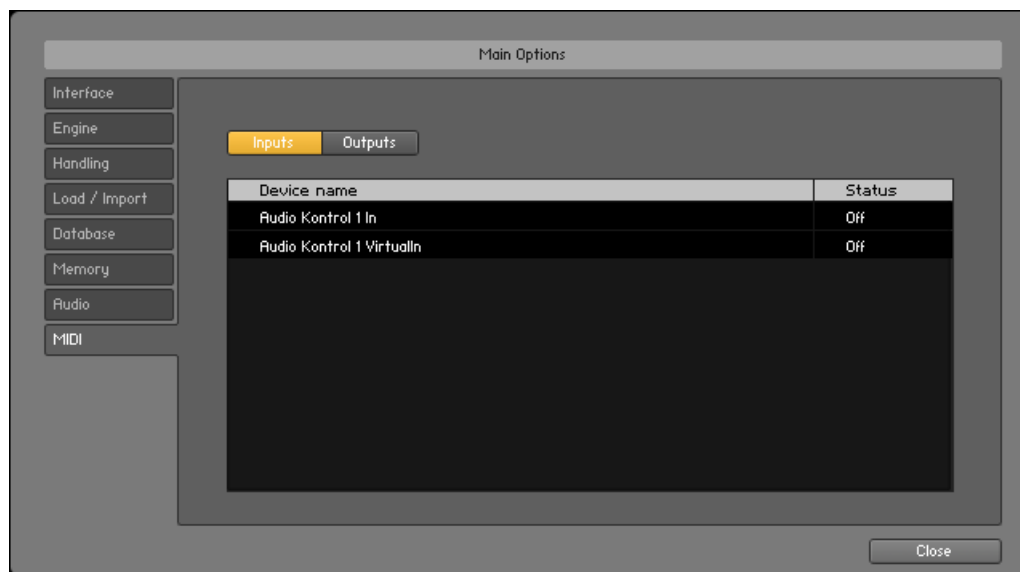 Main Options
Interface
Engine
Handling
Load / Import
Database
Memory
Audio
MIDI
Inputs Outputs
Device name Status
Audio Kontrol 1 In Off
Audio Kontrol 1 VirtualIn Off
Close